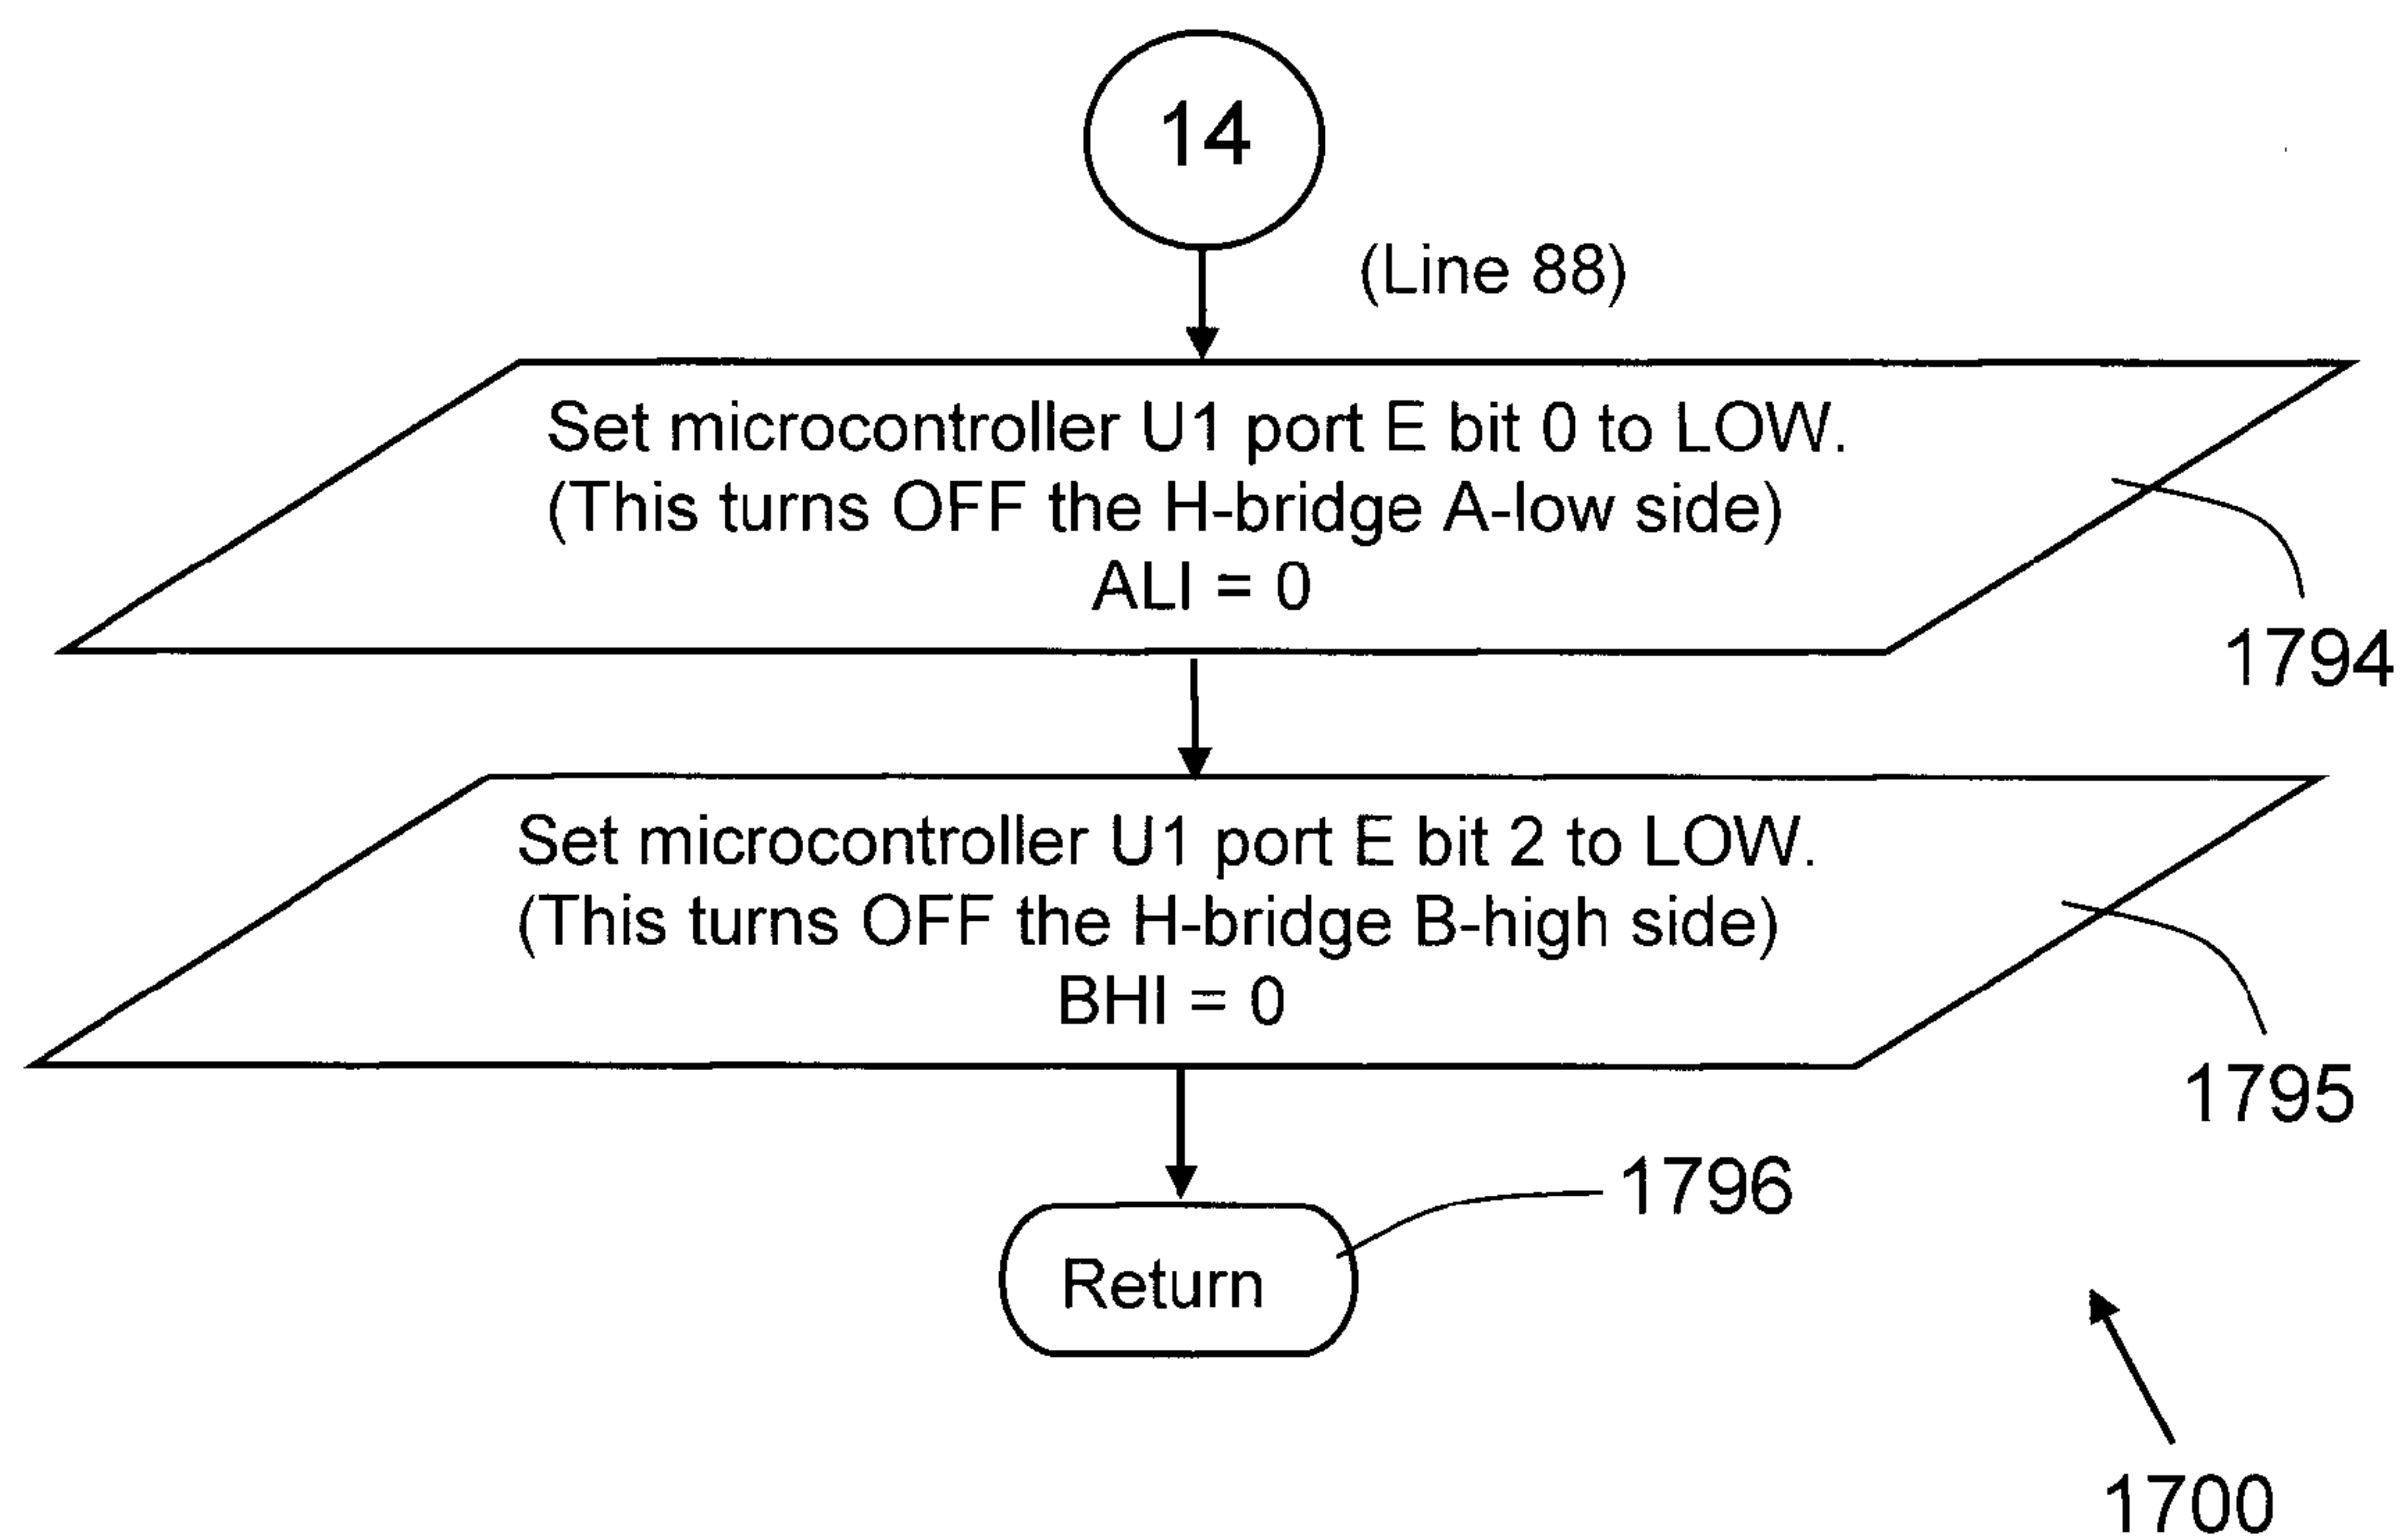 14
(Line 88)
Set microcontroller U1 port E bit 0 to LOW.
(This turns OFF the H-bridge A-low side)
ALI = 0
1794
Set microcontroller U1 port E bit 2 to LOW.
(This turns OFF the H-bridge B-high side)
BHI = 0
1795
1796
Return
1700